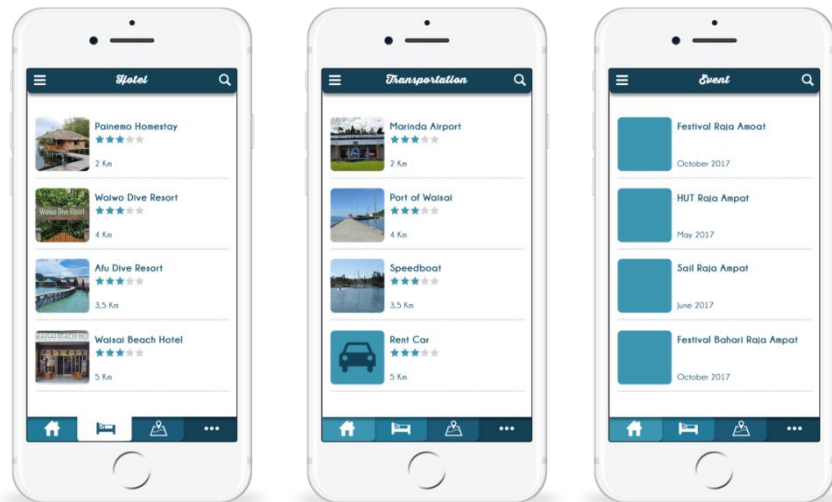 Hotel
Painemo Homestay
2 Km
Waiwo Dive Resort
Waiwo Dive Resort
4 Km
Afu Dive Resort
3,5 Km
Waisai Beach Hotel
5 Km
Transportation
Marinda Airport
2 Km
Port of Waisai
4 Km
Speedboat
3,5 Km
Rent Car
5 Km
Event
Festival Raja Amoat
October 2017
HUT Raja Ampat
May 2017
Sail Raja Ampat
June 2017
Festival Bahari Raja Ampat
October 2017